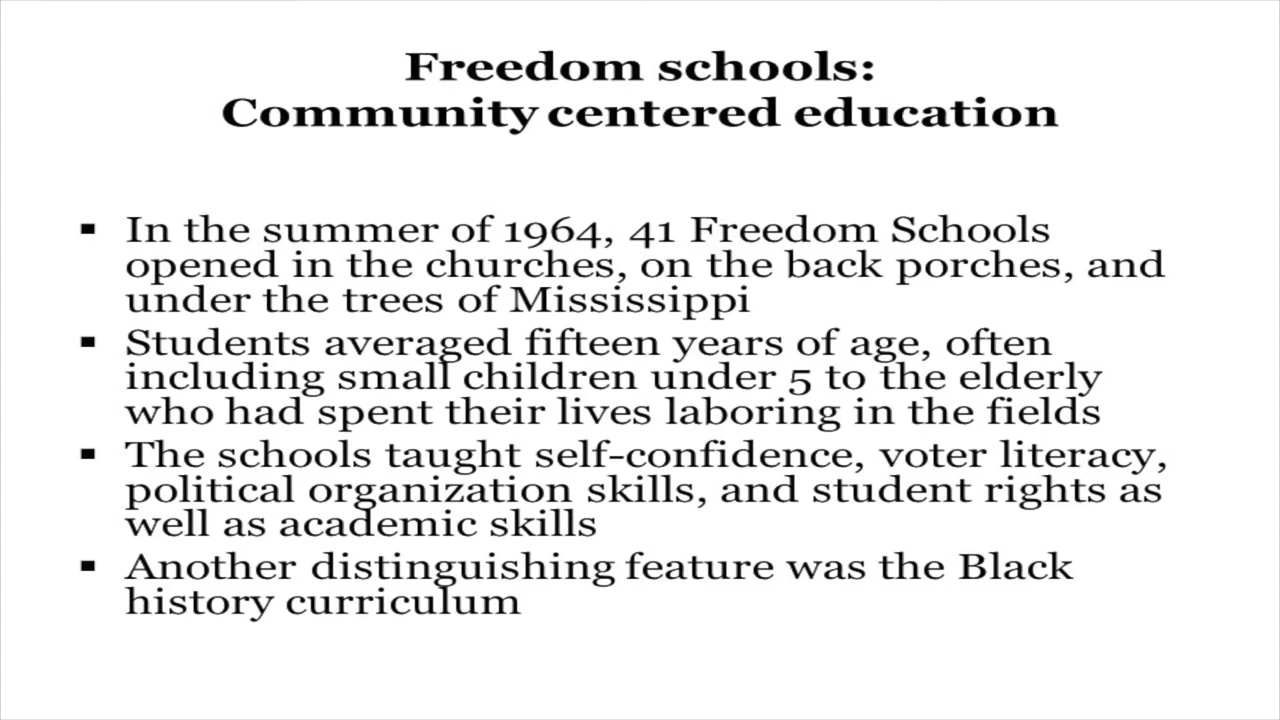 Freedom schools:
Community centered education
▪ In the summer of 1964, 41 Freedom Schools
opened in the churches, on the back porches, and
under the trees of Mississippi
▪ Students averaged fifteen years of age, often
including small children under 5 to the elderly
who had spent their lives laboring in the fields
▪ The schools taught self-confidence, voter literacy,
political organization skills, and student rights as
well as academic skills
▪ Another distinguishing feature was the Black
history curriculum